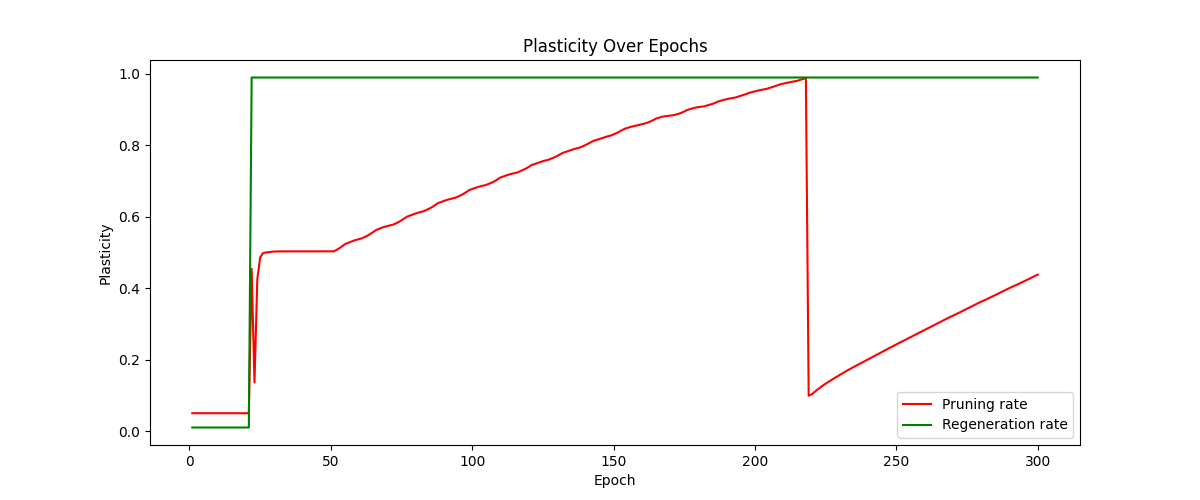 Plasticity Over Epochs
Plasticity
1.0
0.8
0.6
0.4
0.2
0.0
0 50 100 150 200 250 300
Epoch
Pruning rate
Regeneration rate